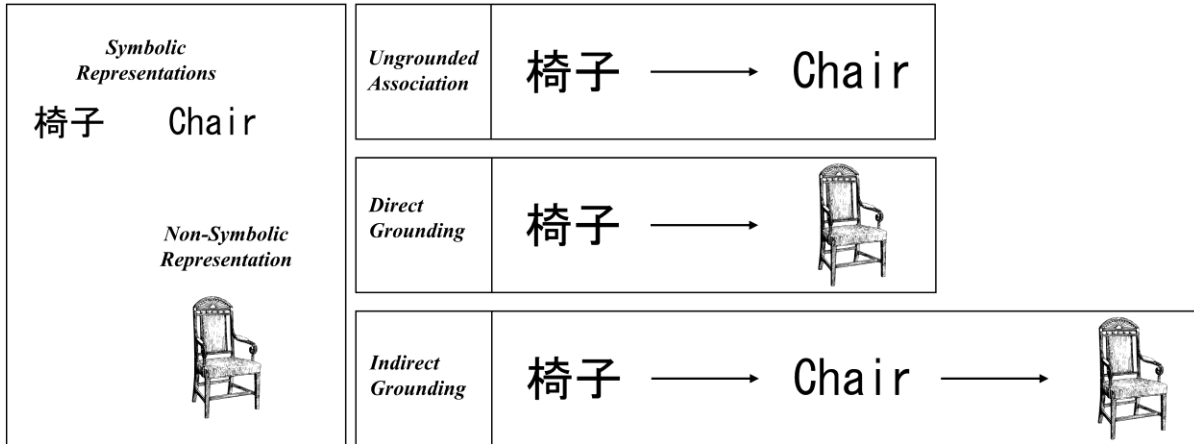 Symbolic
Representations
椅子 Chair
Non-Symbolic
Representation
Ungrounded
Association
椅子 Chair
Direct
Grounding
椅子
Indirect
Grounding
椅子 Chair